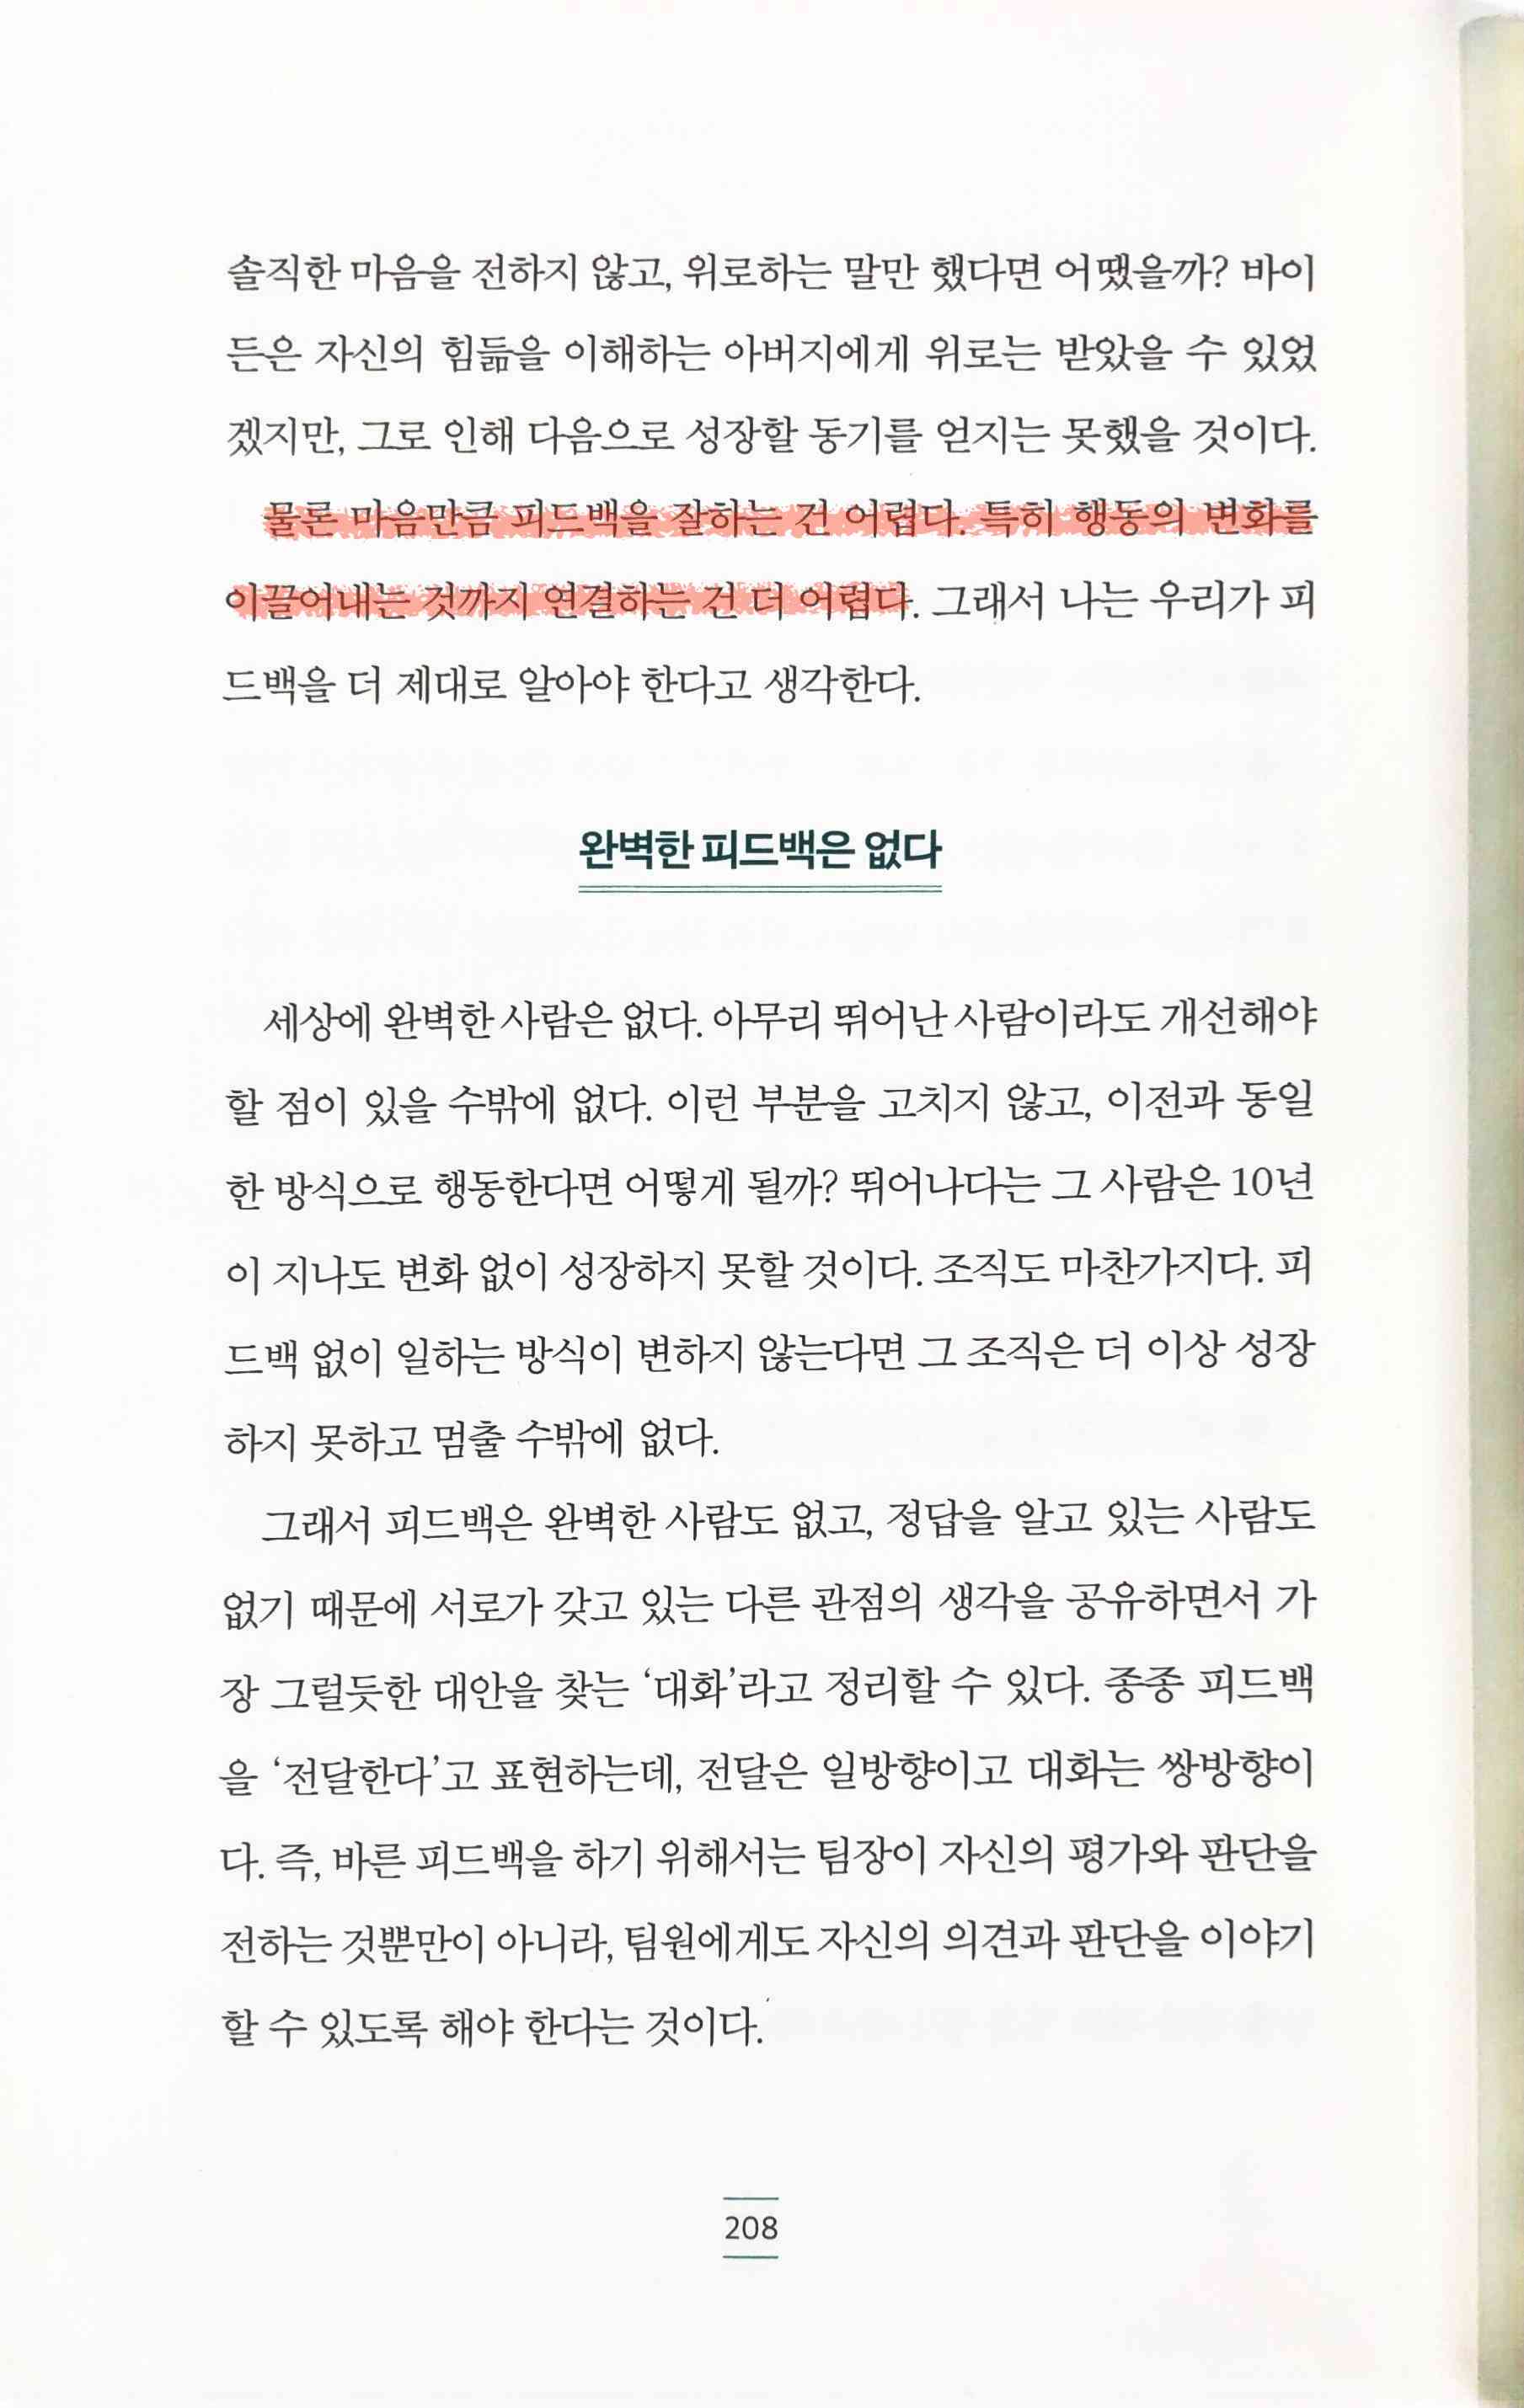 솔직한 마음을 전하지 않고, 위로하는 말만 했다면 어땠을까? 바이
든은 자신의 힘듦을 이해하는 아버지에게 위로는 받았을 수 있었
겠지만, 그로 인해 다음으로 성장할 동기를 얻지는 못했을 것이다.
물론 마음만큼 피드백을 잘하는 건 어렵다. 특히 행동의 변화를
이끌어내는 것까지 연결하는 건 더 어렵다. 그래서 나는 우리가 피
드백을 더 제대로 알아야 한다고 생각한다.
완벽한 피드백은 없다
세상에 완벽한 사람은 없다. 아무리 뛰어난 사람이라도 개선해야
할 점이 있을 수밖에 없다. 이런 부분을 고치지 않고, 이전과 동일
한 방식으로 행동한다면 어떻게 될까? 뛰어나다는 그 사람은 10년
이 지나도 변화 없이 성장하지 못할 것이다. 조직도 마찬가지다. 피
드백 없이 일하는 방식이 변하지 않는다면 그 조직은 더 이상 성장
하지 못하고 멈출 수밖에 없다.
그래서 피드백은 완벽한 사람도 없고, 정답을 알고 있는 사람도
없기 때문에 서로가 갖고 있는 다른 관점의 생각을 공유하면서 가
장 그럴듯한 대안을 찾는 ‘대화’라고 정리할 수 있다. 종종 피드백
을 ‘전달한다’고 표현하는데, 전달은 일방향이고 대화는 쌍방향이
다. 즉, 바른 피드백을 하기 위해서는 팀장이 자신의 평가와 판단을
전하는 것뿐만이 아니라, 팀원에게도 자신의 의견과 판단을 이야기
할 수 있도록 해야 한다는 것이다.
208